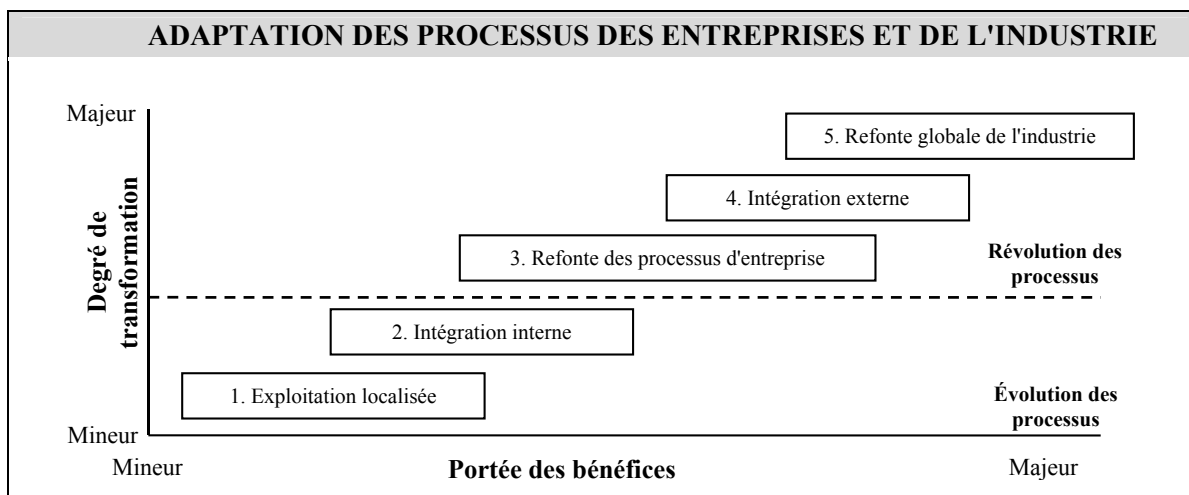 ADAPTATION DES PROCESSUS DES ENTREPRISES ET DE L'INDUSTRIE
Majeur
5. Refonte globale de l'industrie
4. Intégration externe
3. Refonte des processus d'entreprise
Révolution des
processus
Degré de
transformation
2. Intégration interne
1. Exploitation localisée
Évolution des
processus
Mineur
Mineur
Portée des bénéfices
Majeur